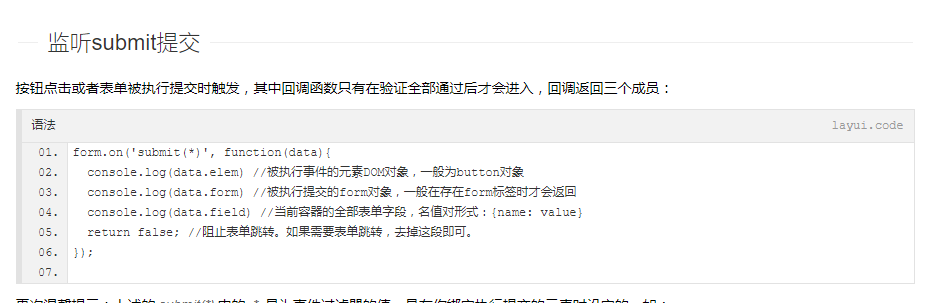 监听submit提交
按钮点击或者表单被执行提交时触发，其中回调函数只有在验证全部通过后才会进入，回调返回三个成员：
语法 layui.code
01. form.on('submit(*)', function(data){
02. console.log(data.elem) //被执行事件的元素DOM对象，一般为button对象
03. console.log(data.form) //被执行提交的form对象，一般在存在form标签时才会返回
04. console.log(data.field) //当前容器的全部表单字段，名值对形式：{name: value}
05. return false; //阻止表单跳转。如果需要表单跳转，去掉这段即可。
06. });
07.